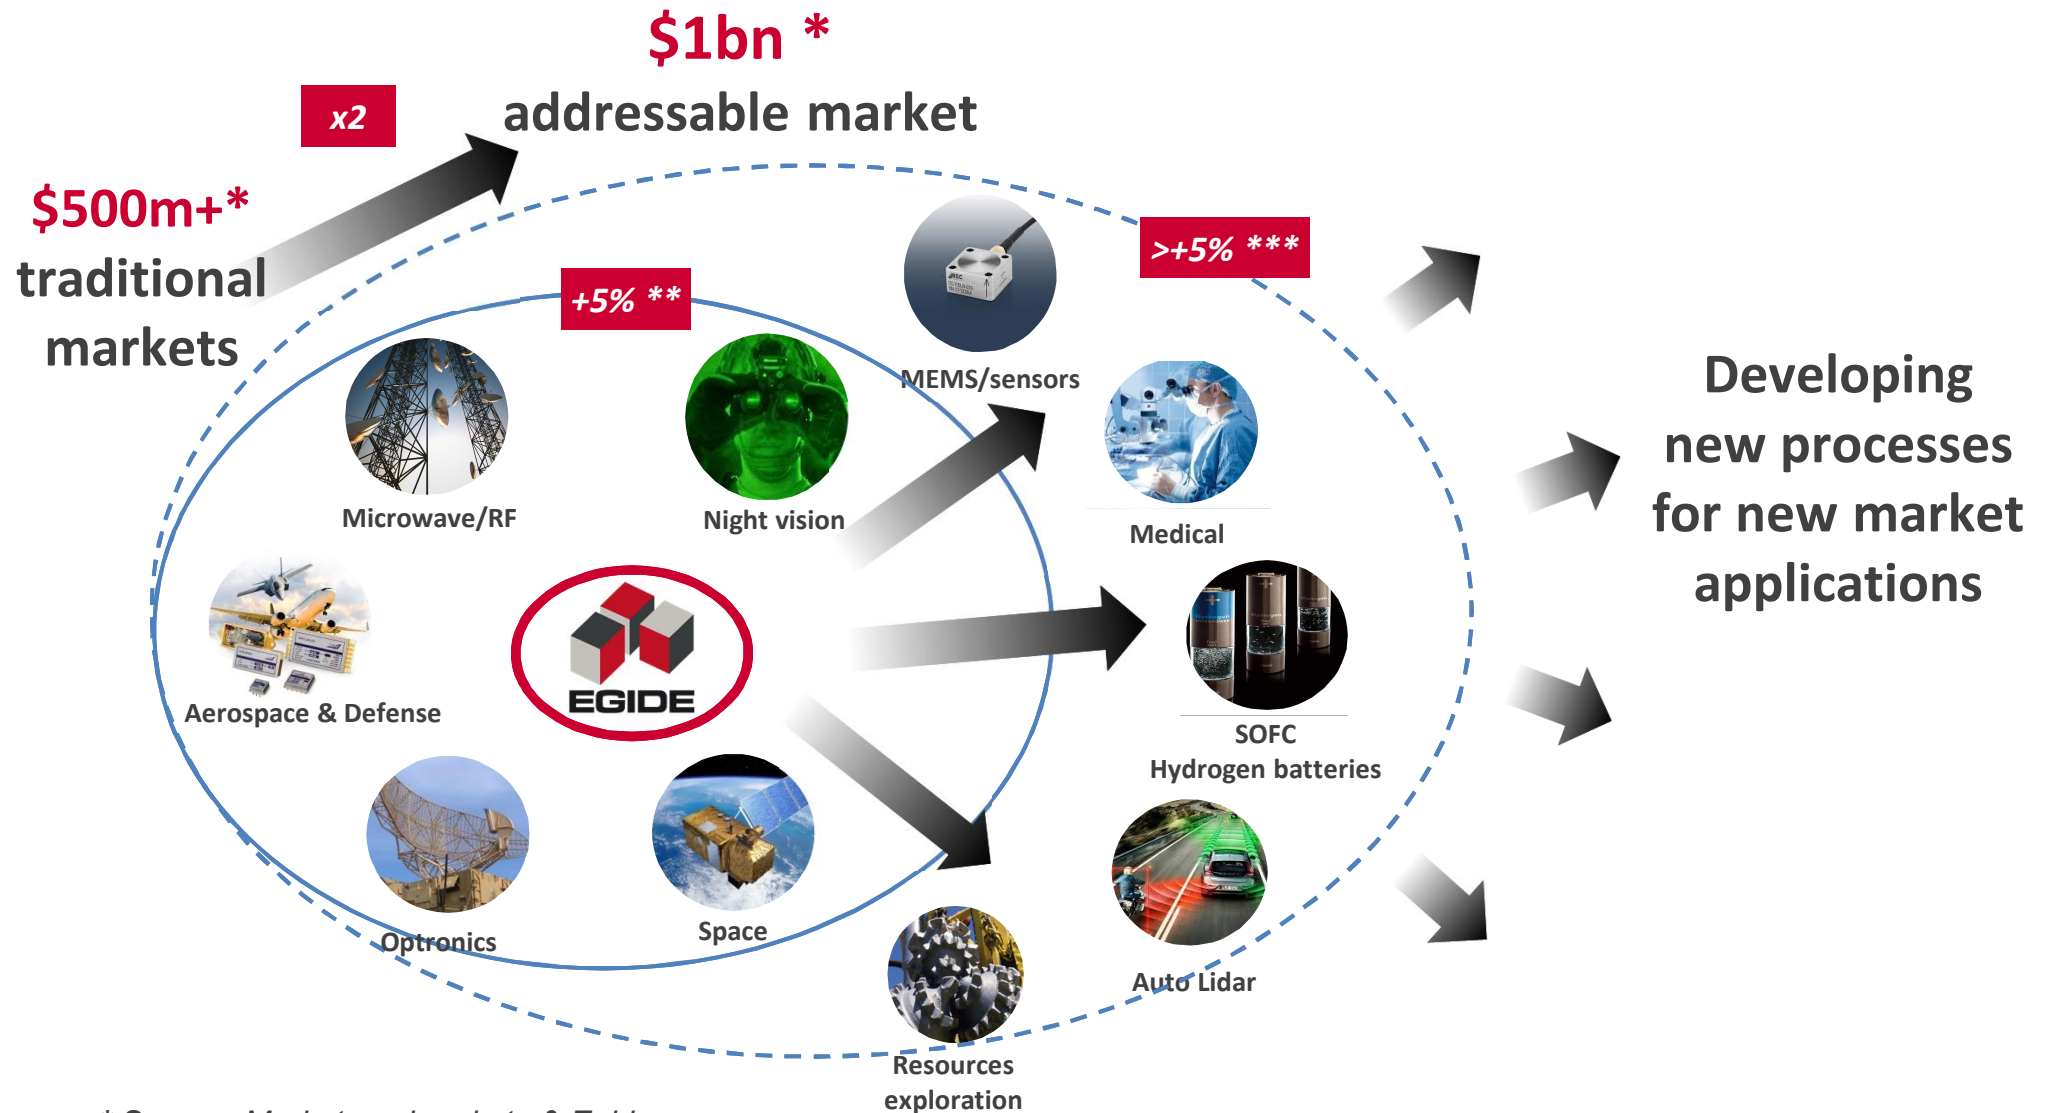 $1bn *
addressable market
x2
$500m+*
traditional
markets
+5% **
>+5% ***
MEMS/sensors
Microwave/RF
Night vision
Medical
Aerospace & Defense
EGIDE
SOFC
Hydrogen batteries
Optronics
Space
Auto Lidar
Resources
exploration
Developing
new processes
for new market
applications